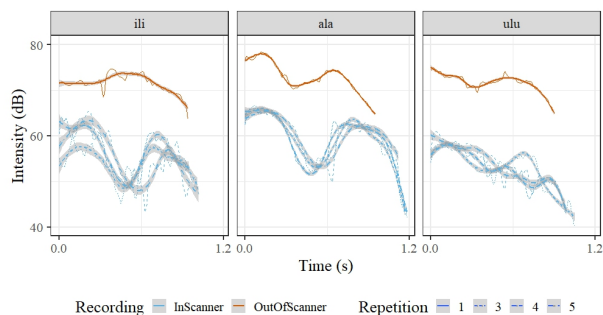 ili ala ulu
80
60
40
Intensity (dB)
0.0 1.2 0.0 1.2 0.0 1.2
Time (s)
Recording InScanner OutOfScanner Repetition 1 3 4 5